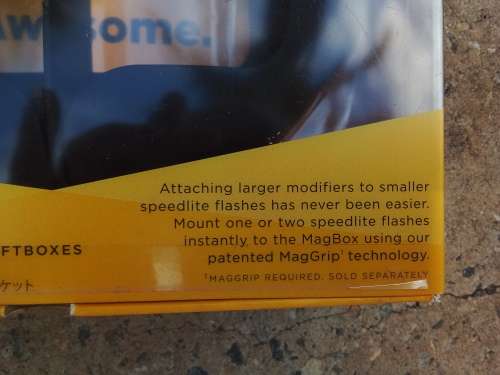 Awesome.
Attaching larger modifiers to smaller
speedlite flashes has never been easier.
Mount one or two speedlite flashes
instantly to the MagBox using our
patented MagGrip† technology.
†MAGGRIP REQUIRED. SOLD SEPARATELY
FTBOXES
ケット